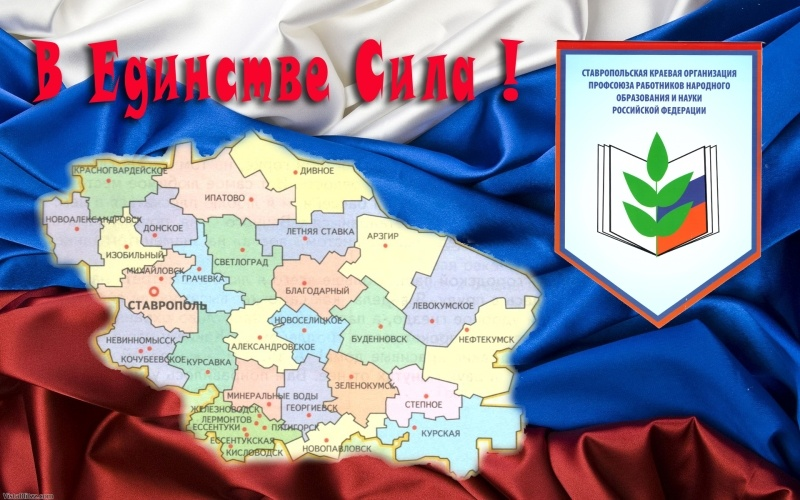 В Единстве Сила !
СТАВРОПОЛЬСКАЯ КРАЕВАЯ ОРГАНИЗАЦИЯ
ПРОФСОЮЗА РАБОТНИКОВ НАРОДНОГО
ОБРАЗОВАНИЯ И НАУКИ
РОССИЙСКОЙ ФЕДЕРАЦИИ
КРАСНОГВАРДЕЙСКОЕ
ДИВНОЕ
ИПАТОВО
НОВОАЛЕКСАНДРОВСК
ДОНСКОЕ
ЛЕТНЯЯ СТАВКА
АРЗГИР
ИЗОБИЛЬНЫЙ
СВЕТЛОГРАД
МИХАЙЛОВСК
ГРАЧЕВКА
БЛАГОДАРНЫЙ
СТАВРОПОЛЬ
ЛЕВОКУМСКОЕ
НОВОСЕЛИЦКОЕ
НЕВИННОМЫССК
АЛЕКСАНДРОВСКОЕ
БУДЕННОВСК
НЕФТЕКУМСК
КОЧУБЕЕВСКОЕ
КУРСАВКА
ЗЕЛЕНОКУМСК
МИНЕРАЛЬНЫЕ ВОДЫ
СТЕПНОЕ
ЖЕЛЕЗНОВОДСК
ГЕОРГИЕВСК
ЛЕРМОНТОВ
ЕССЕНТУКИ
ПЯТИГОРСК
КУРСКАЯ
ЕССЕНТУКСКАЯ
НОВОПАВЛОВСК
КИСЛОВОДСК